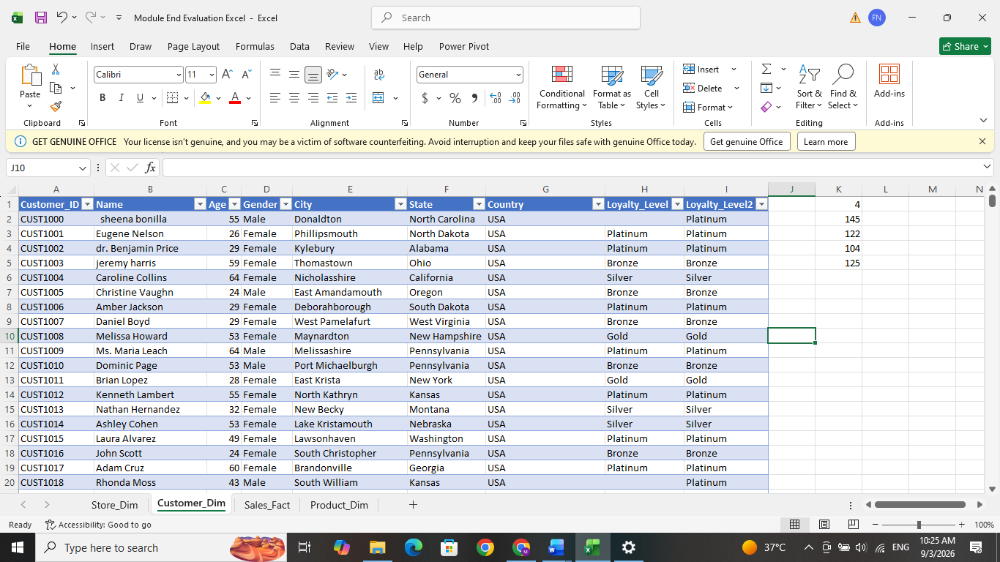 Module End Evaluation Excel - Excel
Search
FN
File Home Insert Draw Page Layout Formulas Data Review View Help Power Pivot
Share
Paste
Clipboard
Calibri 11
B I U
Font
ab
Alignment
General
$ % 9 .00 .00
Number
Conditional Formatting
Format as Table
Cell Styles
Styles
Insert
Delete
Format
Cells
Sort & Filter
Find & Select
Editing
Add-ins
Add-ins
GET GENUINE OFFICE Your license isn't genuine, and you may be a victim of software counterfeiting. Avoid interruption and keep your files safe with genuine Office today. Get genuine Office Learn more
J10 fx
A B C D E F G H I J K L M N
1 Customer_ID Name Age Gender City State Country Loyalty_Level Loyalty_Level2 4
2 CUST1000 sheena bonilla 55 Male Donaldton North Carolina USA Platinum 145
3 CUST1001 Eugene Nelson 26 Female Phillipsmouth North Dakota USA Platinum Platinum 122
4 CUST1002 dr. Benjamin Price 29 Female Kylebury Alabama USA Platinum Platinum 104
5 CUST1003 jeremy harris 59 Female Thomastown Ohio USA Bronze Bronze 125
6 CUST1004 Caroline Collins 64 Female Nicholasshire California USA Silver Silver
7 CUST1005 Christine Vaughn 24 Male East Amandamouth Oregon USA Bronze Bronze
8 CUST1006 Amber Jackson 29 Female Deborahborough South Dakota USA Platinum Platinum
9 CUST1007 Daniel Boyd 29 Female West Pamelafurt West Virginia USA Bronze Bronze
10 CUST1008 Melissa Howard 53 Female Maynardton New Hampshire USA Gold Gold
11 CUST1009 Ms. Maria Leach 64 Male Melissashire Pennsylvania USA Platinum Platinum
12 CUST1010 Dominic Page 53 Male Port Michaelburgh Pennsylvania USA Bronze Bronze
13 CUST1011 Brian Lopez 28 Female East Krista New York USA Gold Gold
14 CUST1012 Kenneth Lambert 55 Female North Kathryn Kansas USA Platinum Platinum
15 CUST1013 Nathan Hernandez 32 Female New Becky Montana USA Silver Silver
16 CUST1014 Ashley Cohen 53 Female Lake Kristamouth Nebraska USA Silver Silver
17 CUST1015 Laura Alvarez 49 Female Lawsonhaven Washington USA Platinum Platinum
18 CUST1016 John Scott 24 Female South Christopher Pennsylvania USA Bronze Bronze
19 CUST1017 Adam Cruz 60 Female Brandonville Georgia USA Platinum Platinum
20 CUST1018 Rhonda Moss 43 Male South William Kansas USA Platinum
Store_Dim Customer_Dim Sales_Fact Product_Dim
Ready Accessibility: Good to go 100%
Type here to search
37°C ENG
10:25 AM
9/3/2026